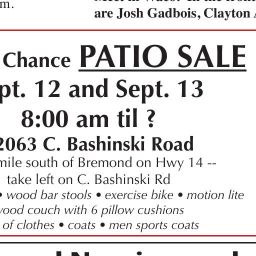 m.
are Josh Gadbois, Clayton
Chance PATIO SALE
pt. 12 and Sept. 13
8:00 am til ?
2063 C. Bashinski Road
mile south of Bremond on Hwy 14 --
take left on C. Bashinski Rd
• wood bar stools • exercise bike • motion lite
wood couch with 6 pillow cushions
of clothes • coats • men sports coats